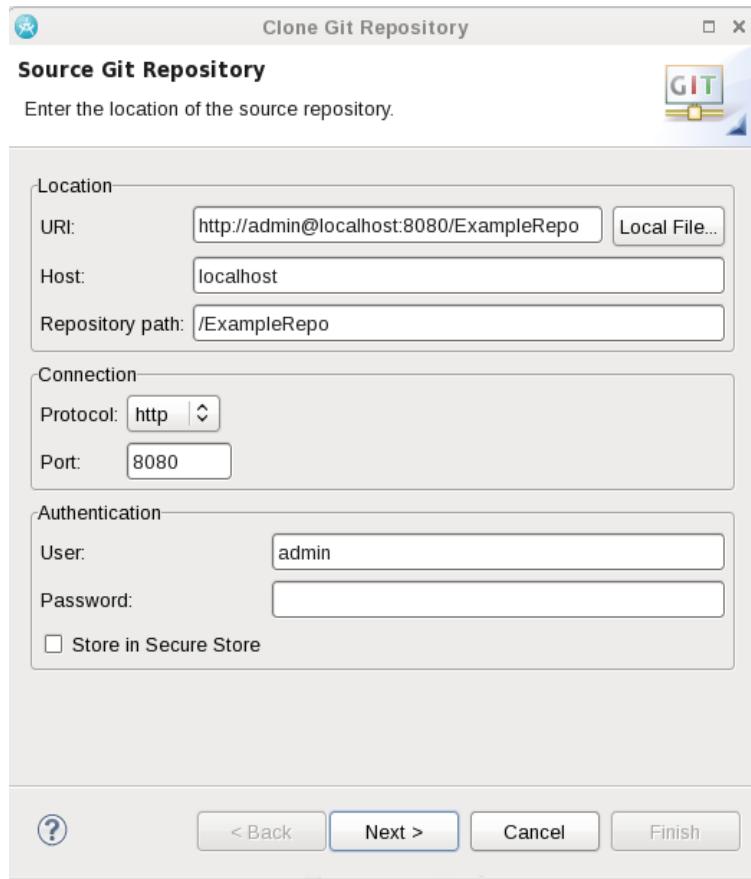 Clone Git Repository
Source Git Repository
Enter the location of the source repository.
GIT
Location
URI: http://admin@localhost:8080/ExampleRepo Local File...
Host: localhost
Repository path: /ExampleRepo
Connection
Protocol: http
Port: 8080
Authentication
User: admin
Password:
Store in Secure Store
? < Back Next > Cancel Finish